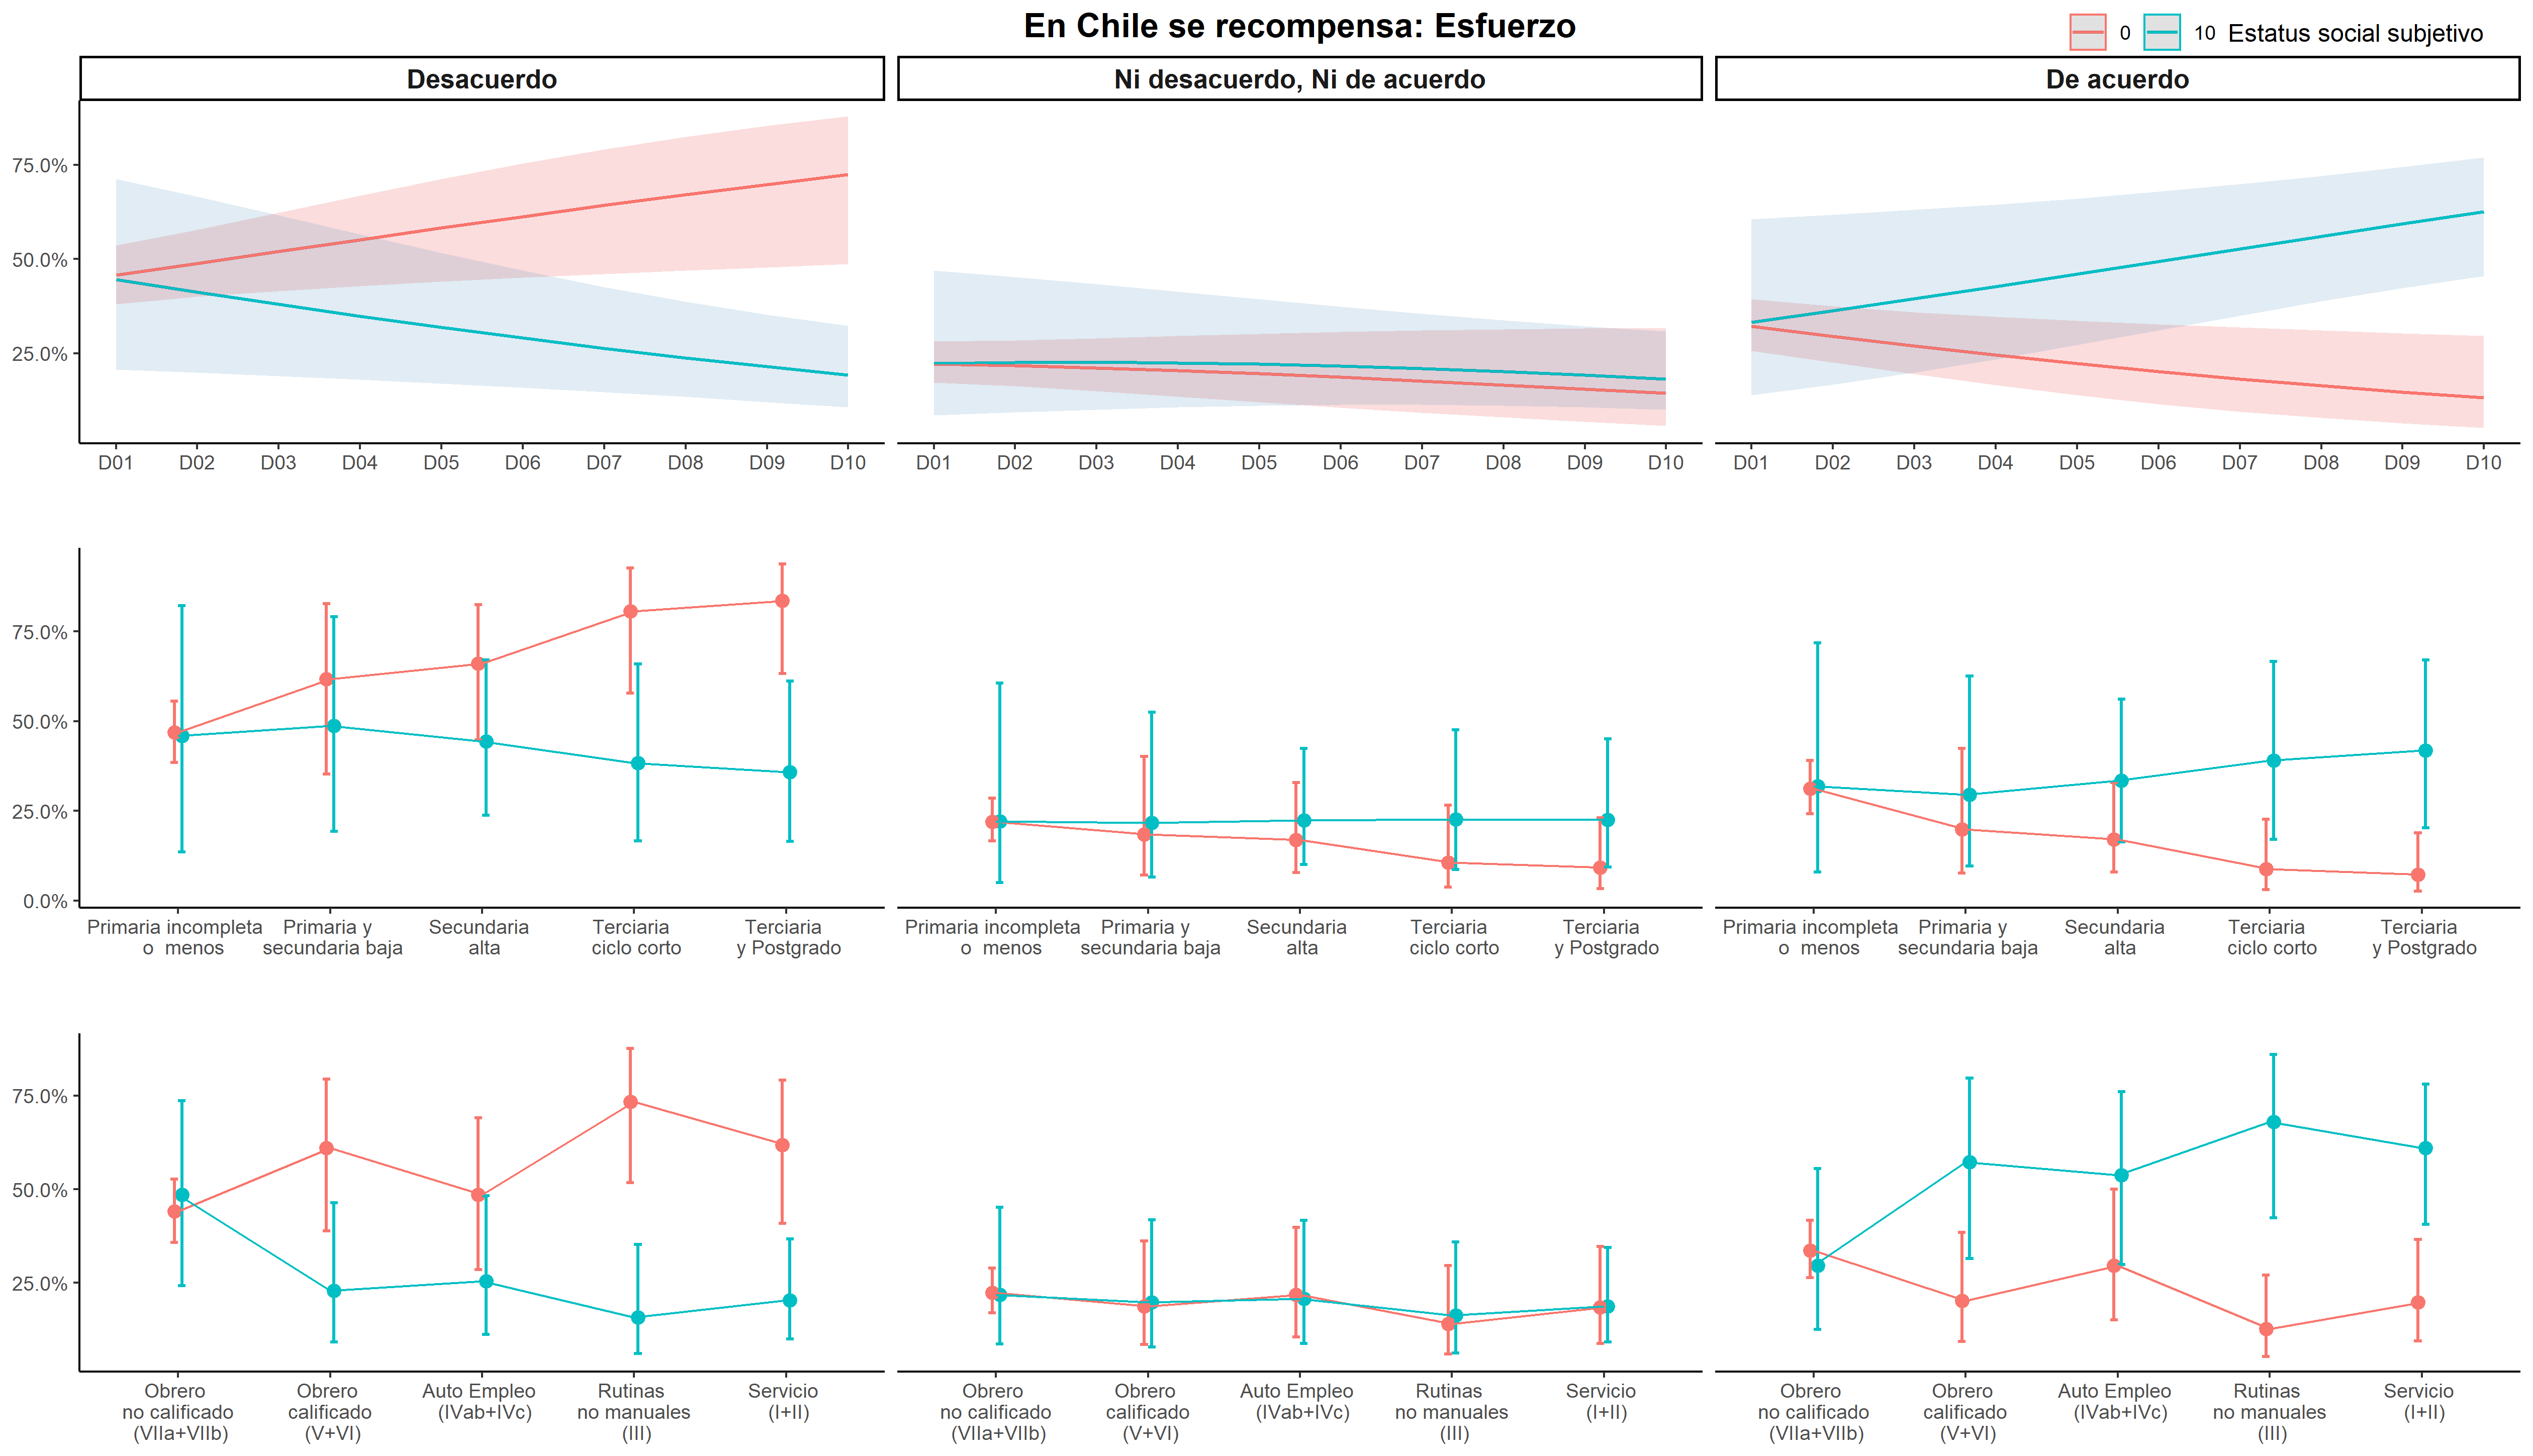 En Chile se recompensa: Esfuerzo
0 10 Estatus social subjetivo
Desacuerdo
Ni desacuerdo, Ni de acuerdo
De acuerdo
75.0%
50.0%
25.0%
D01 D02 D03 D04 D05 D06 D07 D08 D09 D10
D01 D02 D03 D04 D05 D06 D07 D08 D09 D10
D01 D02 D03 D04 D05 D06 D07 D08 D09 D10
75.0%
50.0%
25.0%
0.0%
Primaria incompleta
o menos
Primaria y
secundaria baja
Secundaria
alta
Terciaria
ciclo corto
Terciaria
y Postgrado
Primaria incompleta
o menos
Primaria y
secundaria baja
Secundaria
alta
Terciaria
ciclo corto
Terciaria
y Postgrado
Primaria incompleta
o menos
Primaria y
secundaria baja
Secundaria
alta
Terciaria
ciclo corto
Terciaria
y Postgrado
75.0%
50.0%
25.0%
Obrero
no calificado
(VIIa+VIIb)
Obrero
calificado
(V+VI)
Auto Empleo
(IVab+IVc)
Rutinas
no manuales
(III)
Servicio
(I+II)
Obrero
no calificado
(VIIa+VIIb)
Obrero
calificado
(V+VI)
Auto Empleo
(IVab+IVc)
Rutinas
no manuales
(III)
Servicio
(I+II)
Obrero
no calificado
(VIIa+VIIb)
Obrero
calificado
(V+VI)
Auto Empleo
(IVab+IVc)
Rutinas
no manuales
(III)
Servicio
(I+II)